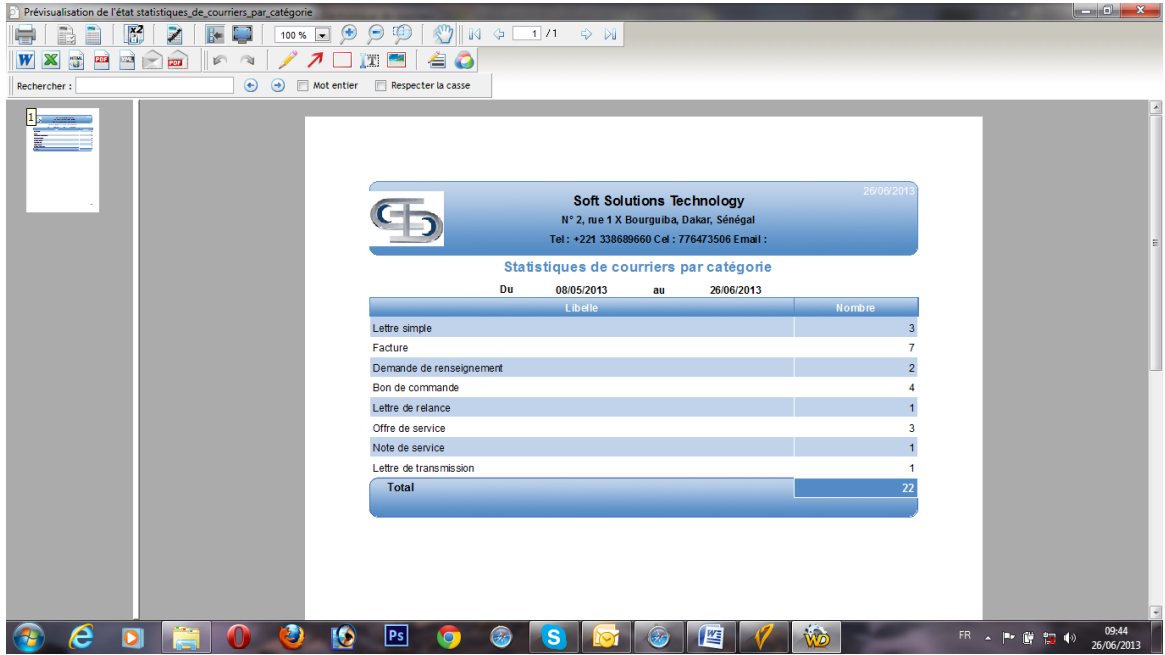 Prévisualisation de l'état statistiques_de_courriers_par_catégorie
100 % 1 / 1
Rechercher : Mot entier Respecter la casse
1
26/06/2013
Soft Solutions Technology
N° 2, rue 1 X Bourguiba, Dakar, Sénégal
Tel : +221 338689660 Cel : 776473506 Email :
Statistiques de courriers par catégorie
Du 08/05/2013 au 26/06/2013
Libelle Nombre
Lettre simple 3
Facture 7
Demande de renseignement 2
Bon de commande 4
Lettre de relance 1
Offre de service 3
Note de service 1
Lettre de transmission 1
Total 22
FR 09:44
26/06/2013